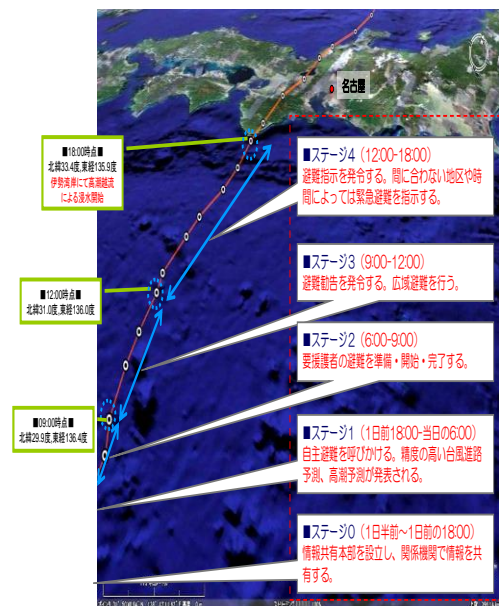 名古屋
■18:00時点■
北緯33.4度,東経135.9度
伊勢湾岸にて高潮越流
による浸水開始
■12:00時点■
北緯31.0度,東経136.0度
■09:00時点■
北緯29.9度,東経136.4度
■ステージ4（12:00-18:00）
避難指示を発令する。間に合わない地区や時
間によっては緊急避難を指示する。
■ステージ3（9:00-12:00）
避難勧告を発令する。広域避難を行う。
■ステージ2（6:00-9:00）
要援護者の避難を準備・開始・完了する。
■ステージ1（1日前18:00-当日の6:00）
自主避難を呼びかける。精度の高い台風進路
予測、高潮予測が発表される。
■ステージ0（1日半前～1日前の18:00）
情報共有本部を設立し、関係機関で情報を共
有する。